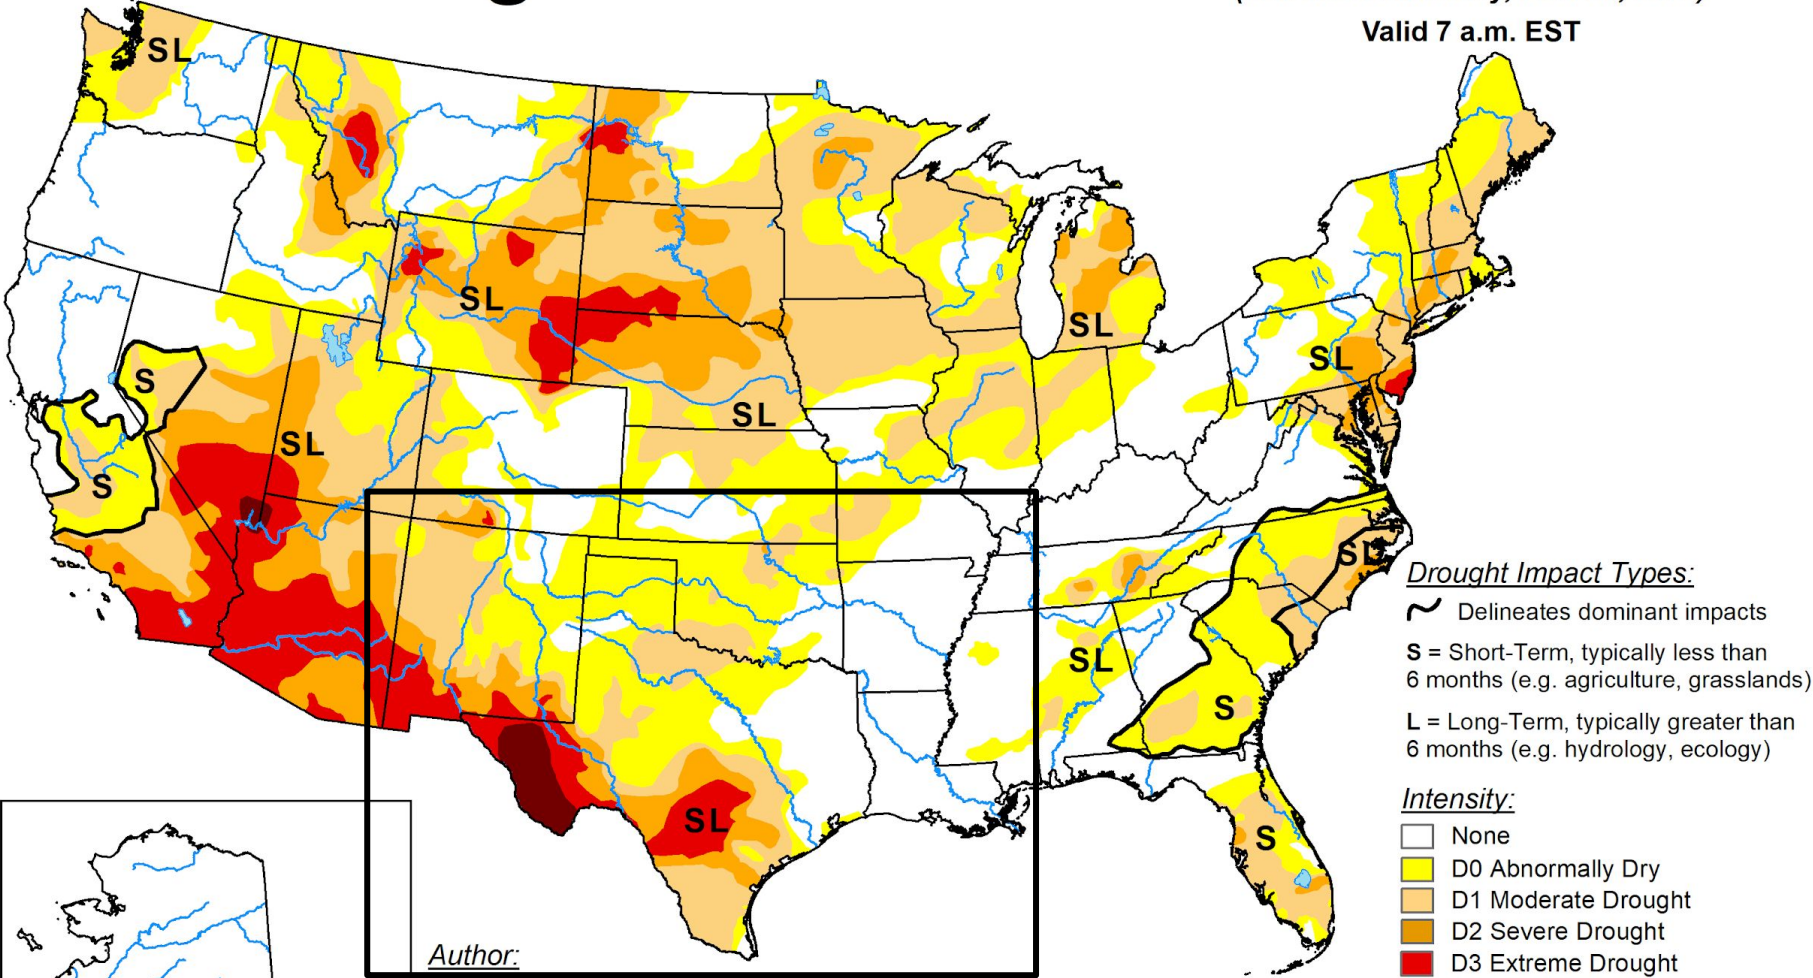 Valid 7 a.m. EST
SL
SL
SL
S
SL
SL
SL
S
SL
SL
SL
S
SL
S
Author:
Drought Impact Types:
Delineates dominant impacts
S = Short-Term, typically less than
6 months (e.g. agriculture, grasslands)
L = Long-Term, typically greater than
6 months (e.g. hydrology, ecology)
Intensity:
None
D0 Abnormally Dry
D1 Moderate Drought
D2 Severe Drought
D3 Extreme Drought